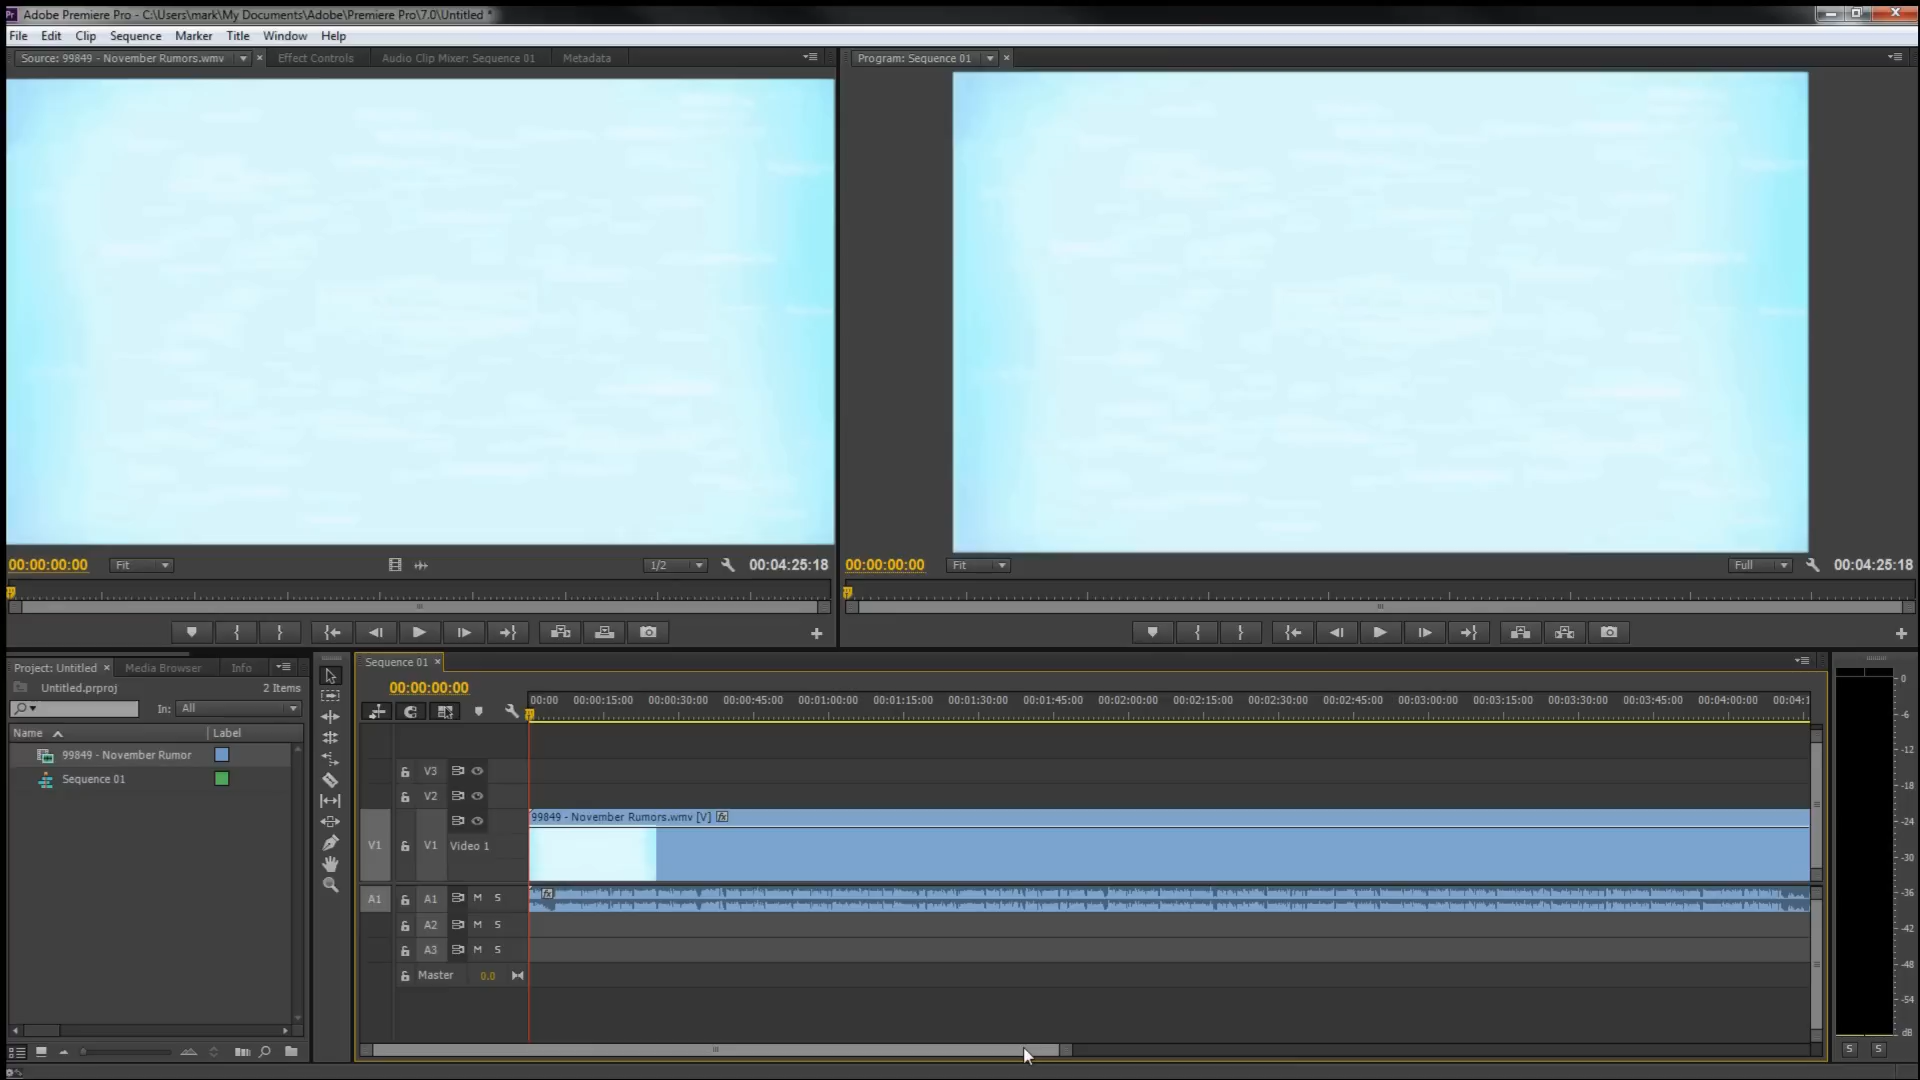 Adobe Premiere Pro - C:\Users\mark\My Documents\Adobe\Premiere Pro\7.0\Untitled *
File Edit Clip Sequence Marker Title Window Help
Source: 99849 - November Rumors.wmv Effect Controls Audio Clip Mixer: Sequence 01 Metadata
Program: Sequence 01
00:00:00:00 Fit 1/2 00:04:25:18
00:00:00:00 Fit Full 00:04:25:18
Project: Untitled Media Browser Info
Untitled.prproj 2 Items
In: All
Name Label
99849 - November Rumor
Sequence 01
Sequence 01
00:00:00:00
00:00 00:00:15:00 00:00:30:00 00:00:45:00 00:01:00:00 00:01:15:00 00:01:30:00 00:01:45:00 00:02:00:00 00:02:15:00 00:02:30:00 00:02:45:00 00:03:00:00 00:03:15:00 00:03:30:00 00:03:45:00 00:04:00:00 00:04:1
V3
V2
99849 - November Rumors.wmv [V] fx
V1 V1 Video 1
A1 A1 M S fx
A2 M S
A3 M S
Master 0.0
0
-6
-12
-18
-24
-30
-36
-42
-48
-54
dB
S S